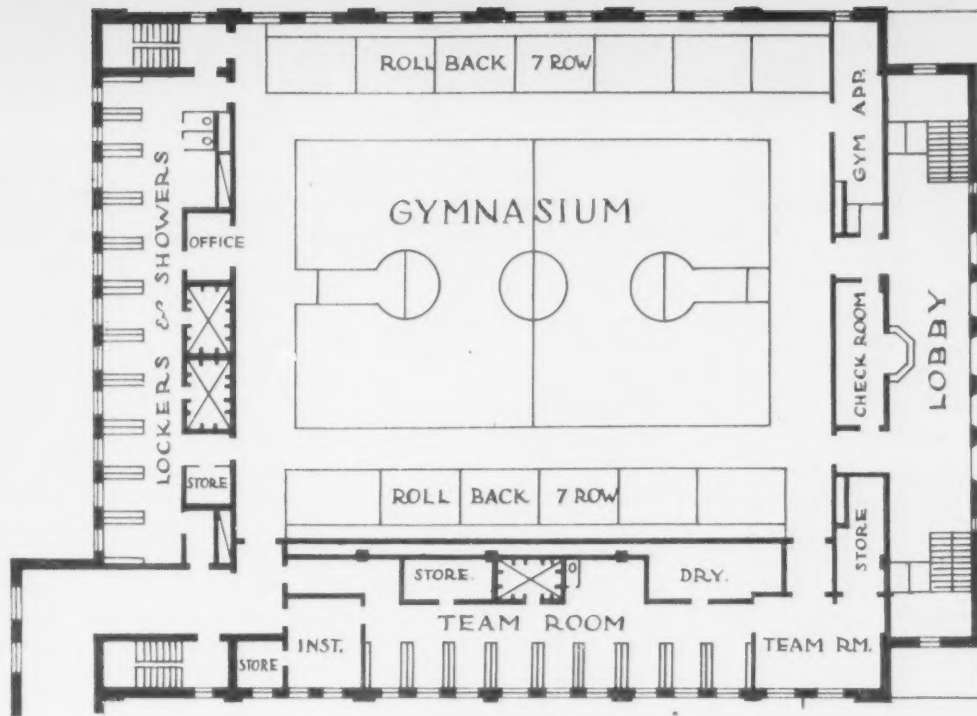 ROLL BACK 7 ROW
GYM APP.
GYMNASIUM
LOCKERS & SHOWERS
OFFICE
CHECK ROOM
LOBBY
STORE
ROLL BACK 7 ROW
STORE
STORE.
DRY.
TEAM ROOM
INST.
TEAM RM.
STORE